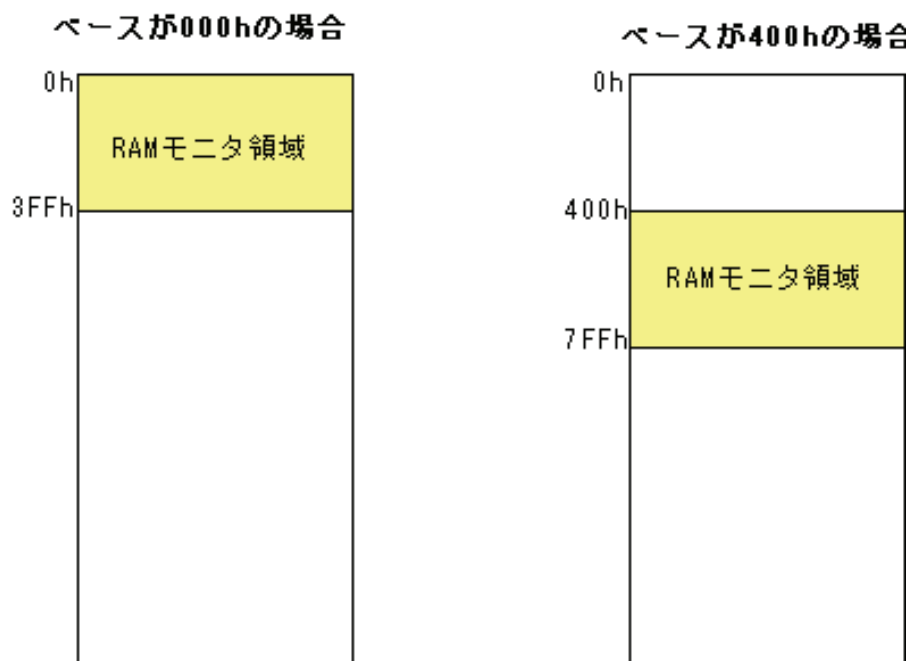 ベースが000hの場合
0h
RAMモニタ領域
3FFh
ベースが400hの場合
0h
400h
RAMモニタ領域
7FFh